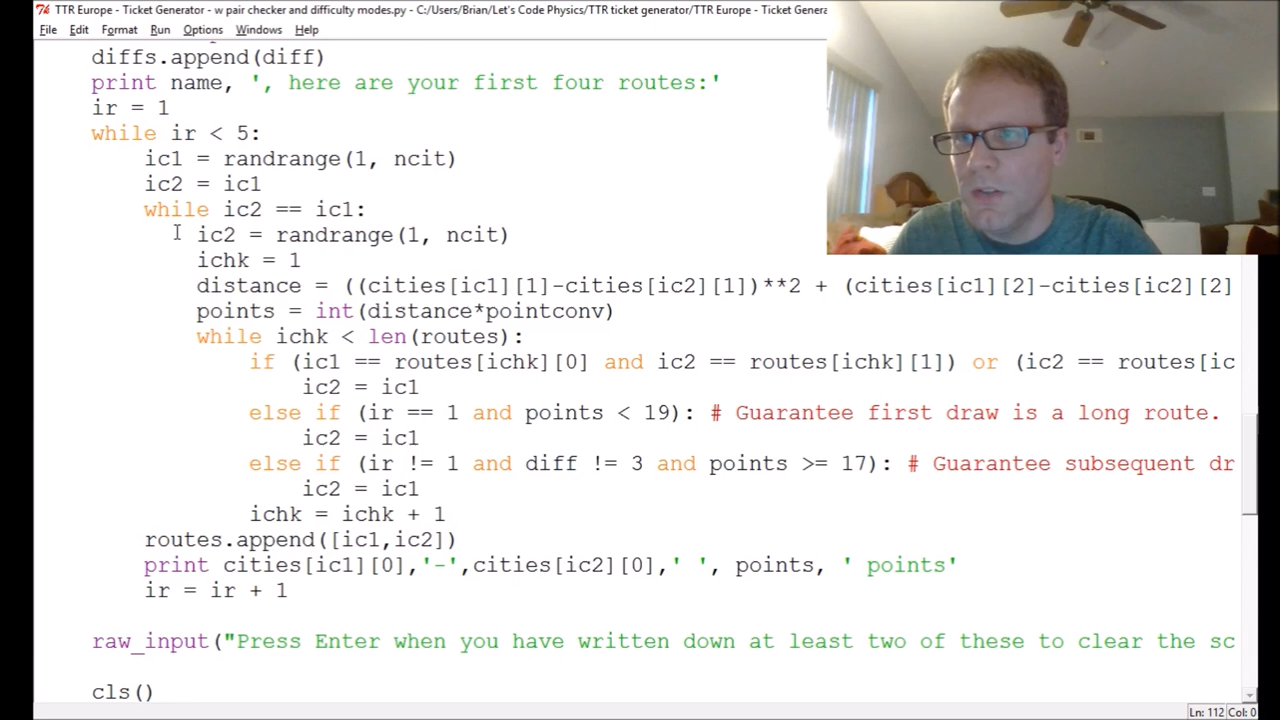 TTR Europe - Ticket Generator - w pair checker and difficulty modes.py - C:/Users/Brian/Let's Code Physics/TTR ticket generator/TTR Europe - Ticket Genera
File Edit Format Run Options Windows Help
diffs.append(diff)
print name, ', here are your first four routes:'
ir = 1
while ir < 5:
ic1 = randrange(1, ncit)
ic2 = ic1
while ic2 == ic1:
ic2 = randrange(1, ncit)
ichk = 1
distance = ((cities[ic1][1]-cities[ic2][1])**2 + (cities[ic1][2]-cities[ic2][2]
points = int(distance*pointconv)
while ichk < len(routes):
if (ic1 == routes[ichk][0] and ic2 == routes[ichk][1]) or (ic2 == routes[ic
ic2 = ic1
else if (ir == 1 and points < 19): # Guarantee first draw is a long route.
ic2 = ic1
else if (ir != 1 and diff != 3 and points >= 17): # Guarantee subsequent dr
ic2 = ic1
ichk = ichk + 1
routes.append([ic1,ic2])
print cities[ic1][0],'-',cities[ic2][0],' ', points, ' points'
ir = ir + 1
raw_input("Press Enter when you have written down at least two of these to clear the sc
cls()
Ln: 112 Col: 0